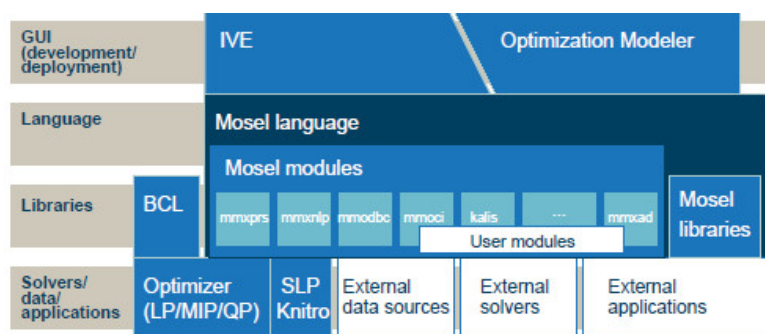 GUI
(development/
deployment)
IVE
Optimization Modeler
Language
Mosel language
Mosel modules
Libraries
BCL
mmxprs
mmxnlp
mmodbc
mmoci
kalis
...
mmxad
User modules
Mosel
libraries
Solvers/
data/
applications
Optimizer
(LP/MIP/QP)
SLP
Knitro
External
data sources
External
solvers
External
applications